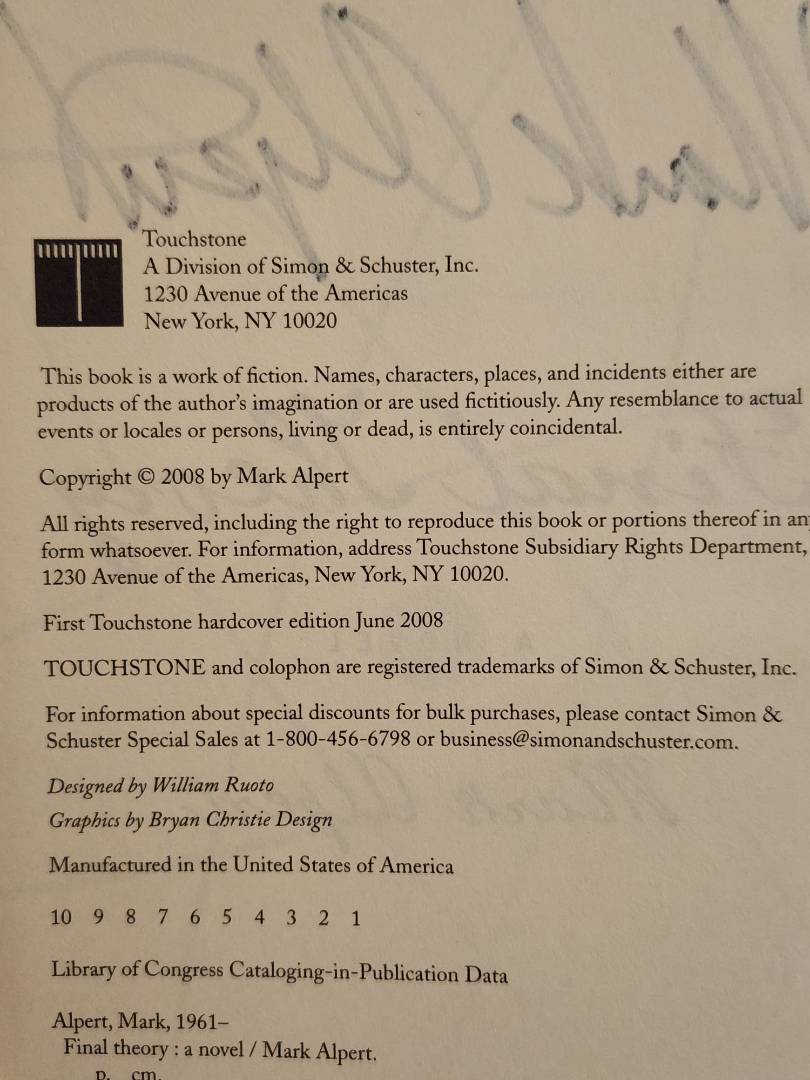 Touchstone
A Division of Simon & Schuster, Inc.
1230 Avenue of the Americas
New York, NY 10020
This book is a work of fiction. Names, characters, places, and incidents either are
products of the author's imagination or are used fictitiously. Any resemblance to actual
events or locales or persons, living or dead, is entirely coincidental.
Copyright © 2008 by Mark Alpert
All rights reserved, including the right to reproduce this book or portions thereof in an
form whatsoever. For information, address Touchstone Subsidiary Rights Department,
1230 Avenue of the Americas, New York, NY 10020.
First Touchstone hardcover edition June 2008
TOUCHSTONE and colophon are registered trademarks of Simon & Schuster, Inc.
For information about special discounts for bulk purchases, please contact Simon &
Schuster Special Sales at 1-800-456-6798 or business@simonandschuster.com.
Designed by William Ruoto
Graphics by Bryan Christie Design
Manufactured in the United States of America
10 9 8 7 6 5 4 3 2 1
Library of Congress Cataloging-in-Publication Data
Alpert, Mark, 1961–
Final theory : a novel / Mark Alpert.
p. cm.